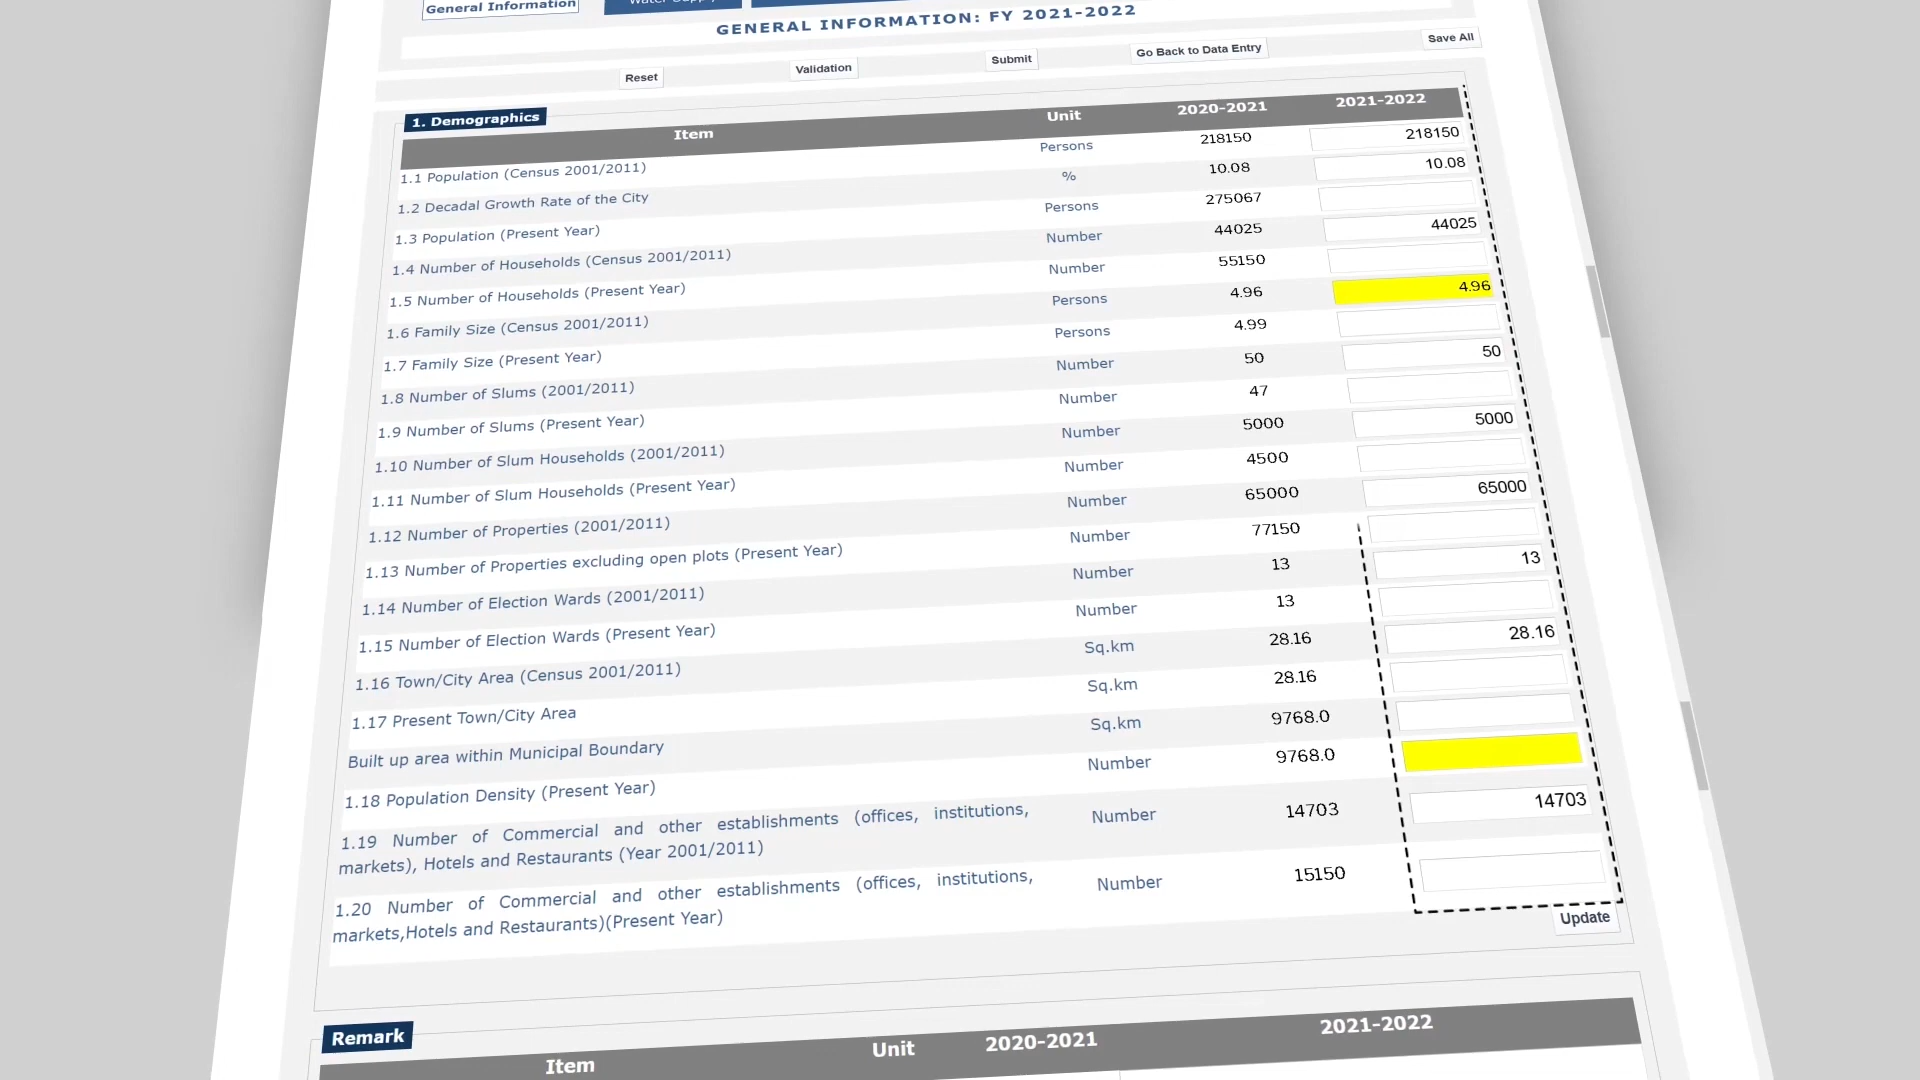 General Information
Water Supply
GENERAL INFORMATION: FY 2021-2022
Reset Validation Submit Go Back to Data Entry Save All
1. Demographics
Item Unit 2020-2021 2021-2022
1.1 Population (Census 2001/2011) Persons 218150 218150
1.2 Decadal Growth Rate of the City % 10.08 10.08
1.3 Population (Present Year) Persons 275067
1.4 Number of Households (Census 2001/2011) Number 44025 44025
1.5 Number of Households (Present Year) Number 55150
1.6 Family Size (Census 2001/2011) Persons 4.96 4.96
1.7 Family Size (Present Year) Persons 4.99
1.8 Number of Slums (2001/2011) Number 50 50
1.9 Number of Slums (Present Year) Number 47
1.10 Number of Slum Households (2001/2011) Number 5000 5000
1.11 Number of Slum Households (Present Year) Number 4500
1.12 Number of Properties (2001/2011) Number 65000 65000
1.13 Number of Properties excluding open plots (Present Year) Number 77150
1.14 Number of Election Wards (2001/2011) Number 13 13
1.15 Number of Election Wards (Present Year) Number 13
1.16 Town/City Area (Census 2001/2011) Sq.km 28.16 28.16
1.17 Present Town/City Area Sq.km 28.16
Built up area within Municipal Boundary Sq.km 9768.0
1.18 Population Density (Present Year) Number 9768.0
1.19 Number of Commercial and other establishments (offices, institutions, Number 14703 14703
markets), Hotels and Restaurants (Year 2001/2011)
1.20 Number of Commercial and other establishments (offices, institutions, Number 15150
markets,Hotels and Restaurants)(Present Year)
Update
Remark
Item Unit 2020-2021 2021-2022